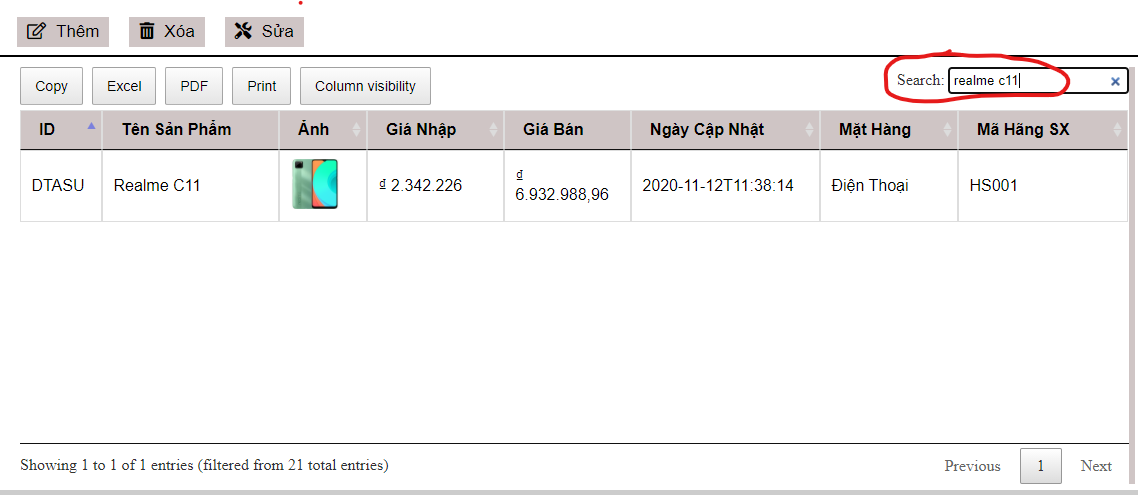 Thêm Xóa Sửa
Copy Excel PDF Print Column visibility Search: realme c11
ID Tên Sản Phẩm Ảnh Giá Nhập Giá Bán Ngày Cập Nhật Mặt Hàng Mã Hãng SX
DTASU Realme C11 ₫ 2.342.226 ₫ 6.932.988,96 2020-11-12T11:38:14 Điện Thoại HS001
Showing 1 to 1 of 1 entries (filtered from 21 total entries) Previous 1 Next